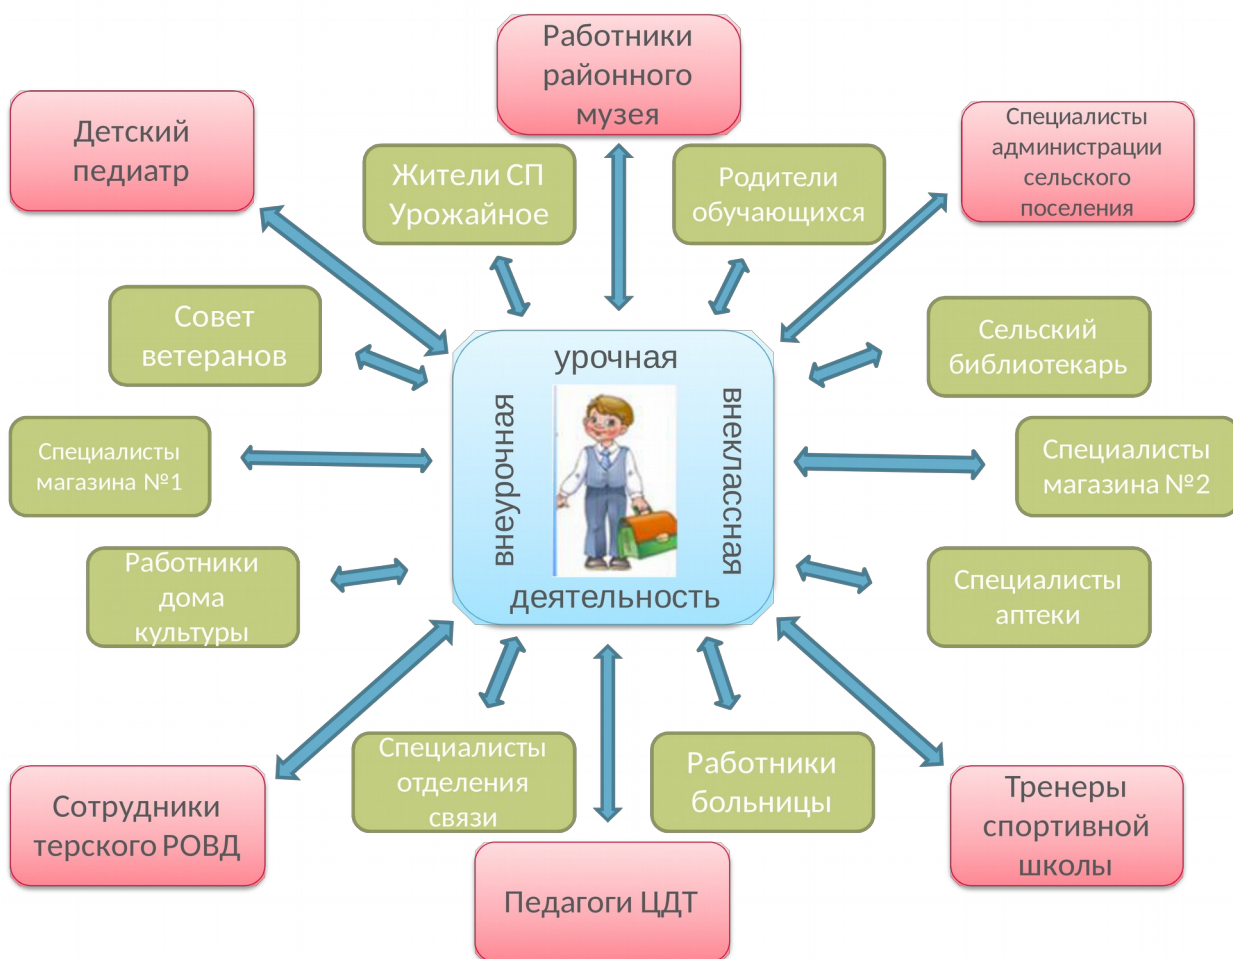 Работники
районного
музея
Детский
педиатр
Специалисты
администрации
сельского
поселения
Жители СП
Урожайное
Родители
обучающихся
Совет
ветеранов
Сельский
библиотекарь
урочная
внеурочная
внеклассная
деятельность
Специалисты
магазина №1
Специалисты
магазина №2
Работники
дома
культуры
Специалисты
аптеки
Специалисты
отделения
связи
Работники
больницы
Сотрудники
терского РОВД
Тренеры
спортивной
школы
Педагоги ЦДТ